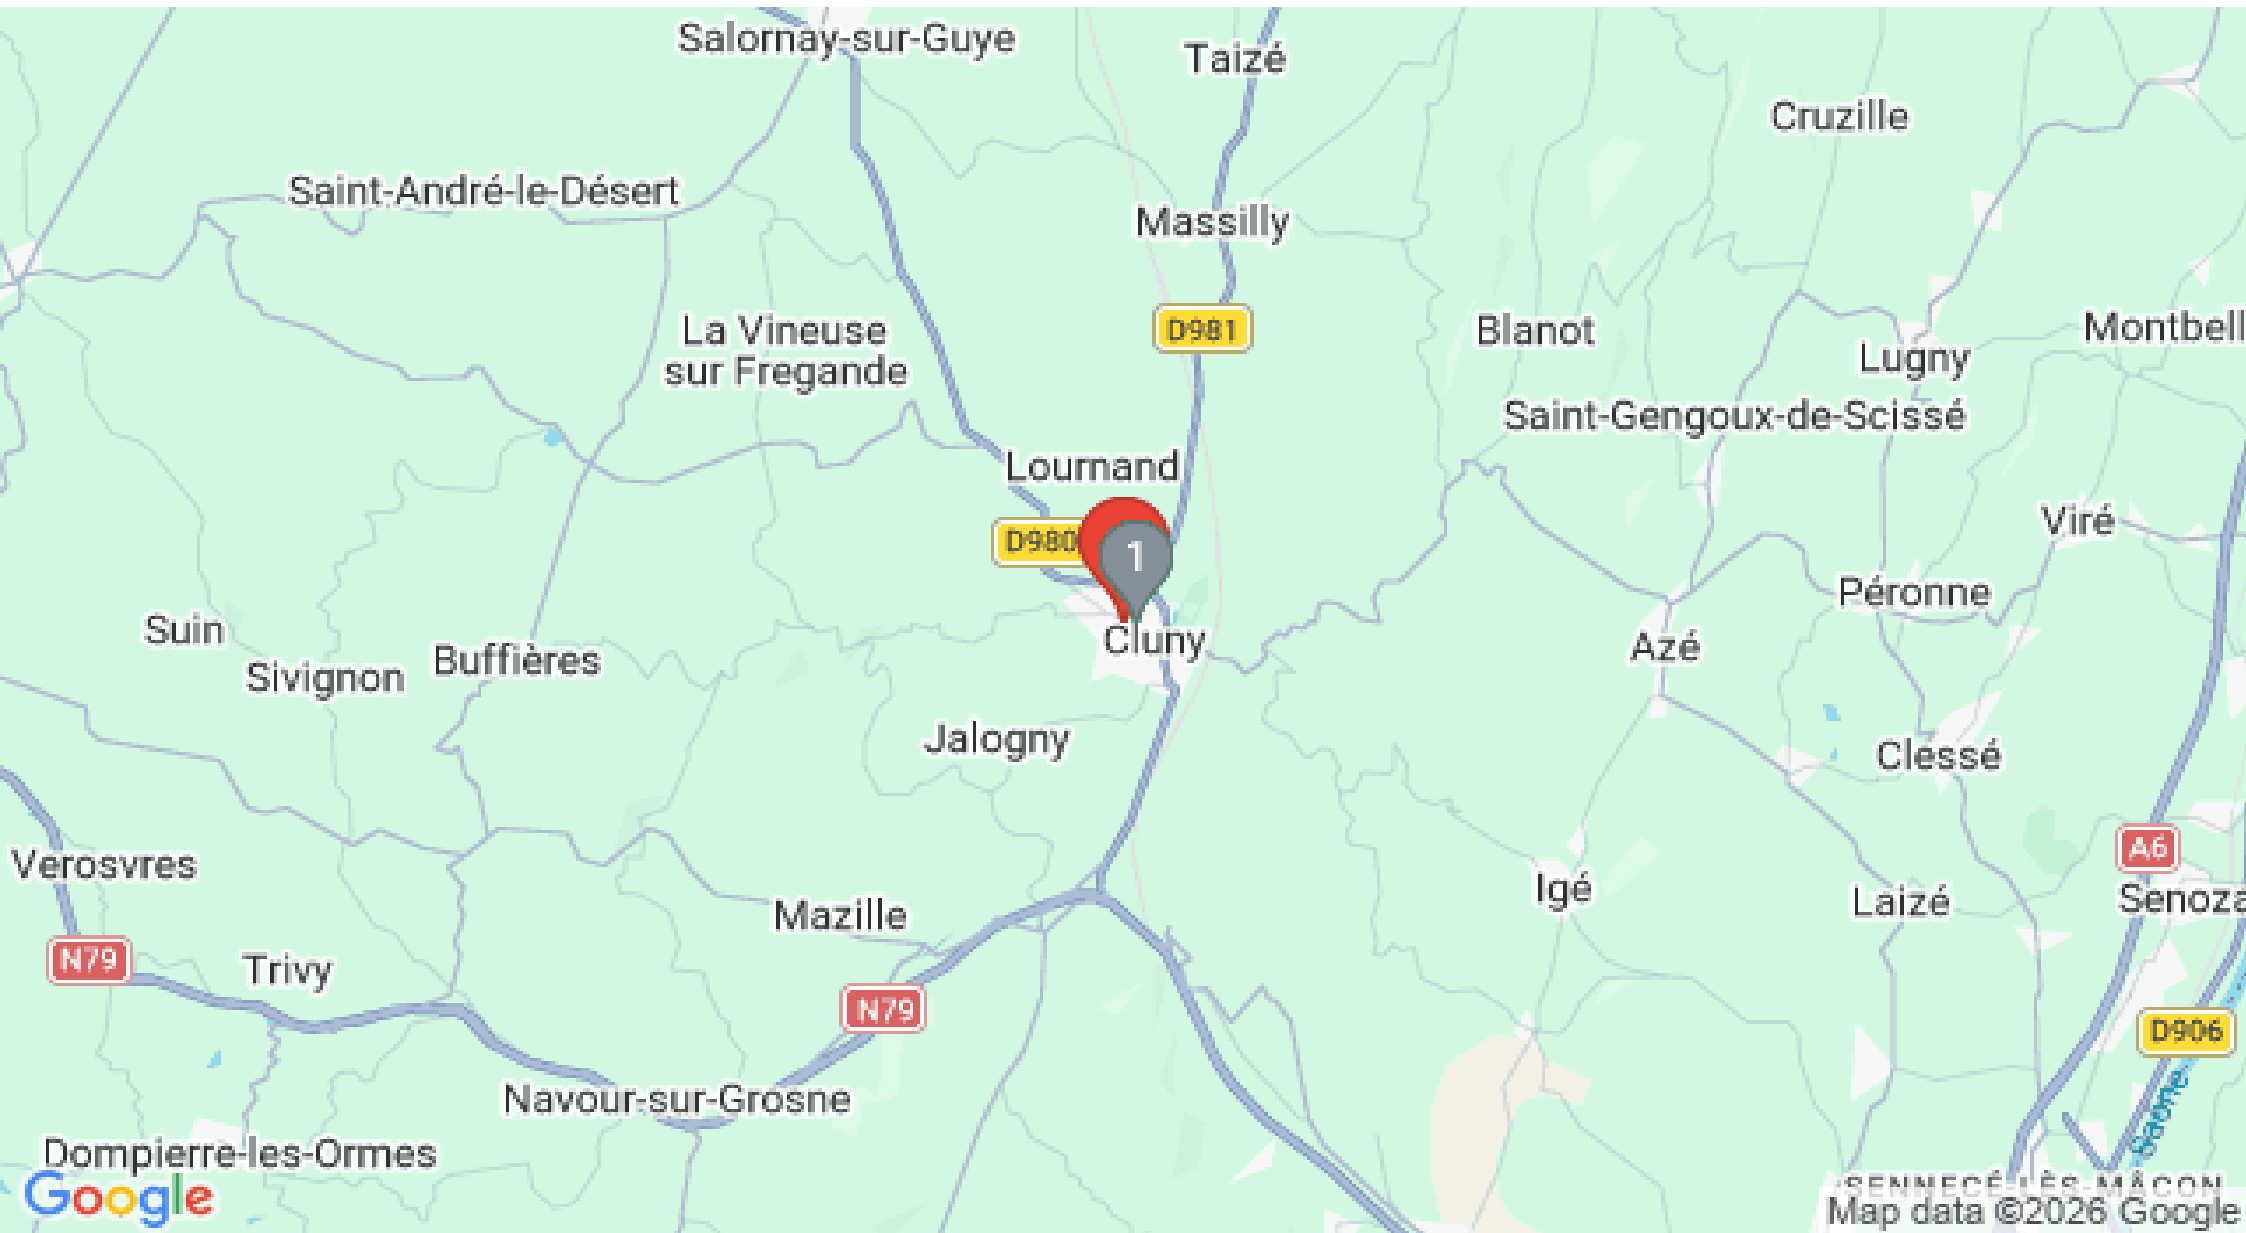 Salornay-sur-Guye
Taizé
Cruzille
Saint-André-le-Désert
Massilly
La Vineuse
sur Fregande
D981
Blanot
Montbell
Lugny
Saint-Gengoux-de-Scissé
Lournand
Viré
D980
1
Péronne
Suin
Cluny
Azé
Buffières
Sivignon
Jalogny
Clessé
A6
Verosvres
Igé
Laizé
Senoza
Mazille
N79
Trivy
N79
D906
Navour-sur-Grosne
Saône
Dompierre-les-Ormes
SENNECÉ-LÈS-MÂCON
Google
Map data ©2026 Google